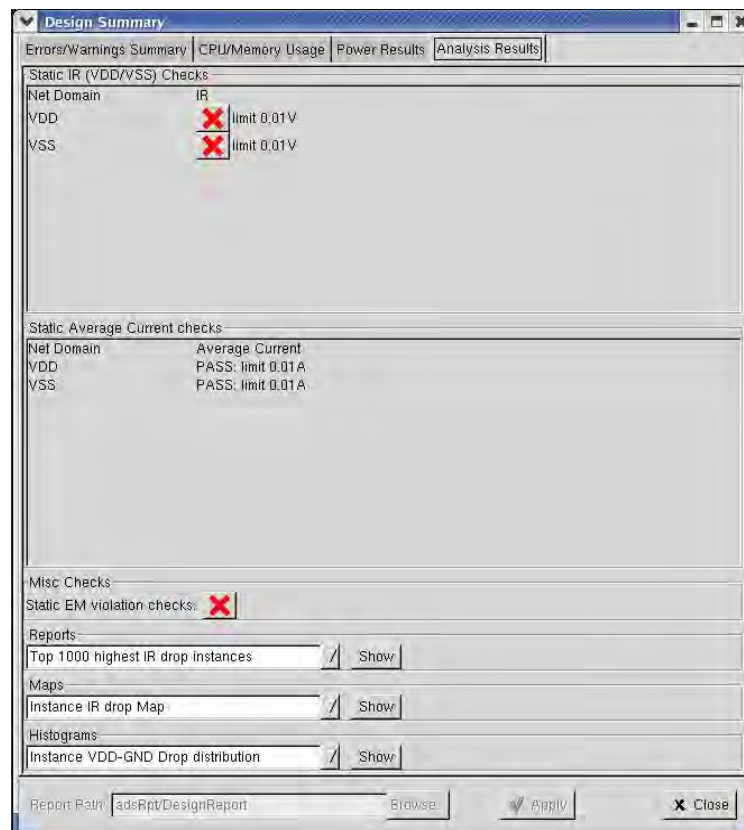 Design Summary
Errors/Warnings Summary CPU/Memory Usage Power Results Analysis Results
Static IR (VDD/VSS) Checks
Net Domain IR
VDD limit 0.01V
VSS limit 0.01V
Static Average Current checks
Net Domain Average Current
VDD PASS: limit 0.01A
VSS PASS: limit 0.01A
Misc Checks
Static EM violation checks:
Reports
Top 1000 highest IR drop instances / Show
Maps
Instance IR drop Map / Show
Histograms
Instance VDD-GND Drop distribution / Show
Report Path adsRpt/DesignReport Browse Apply Close